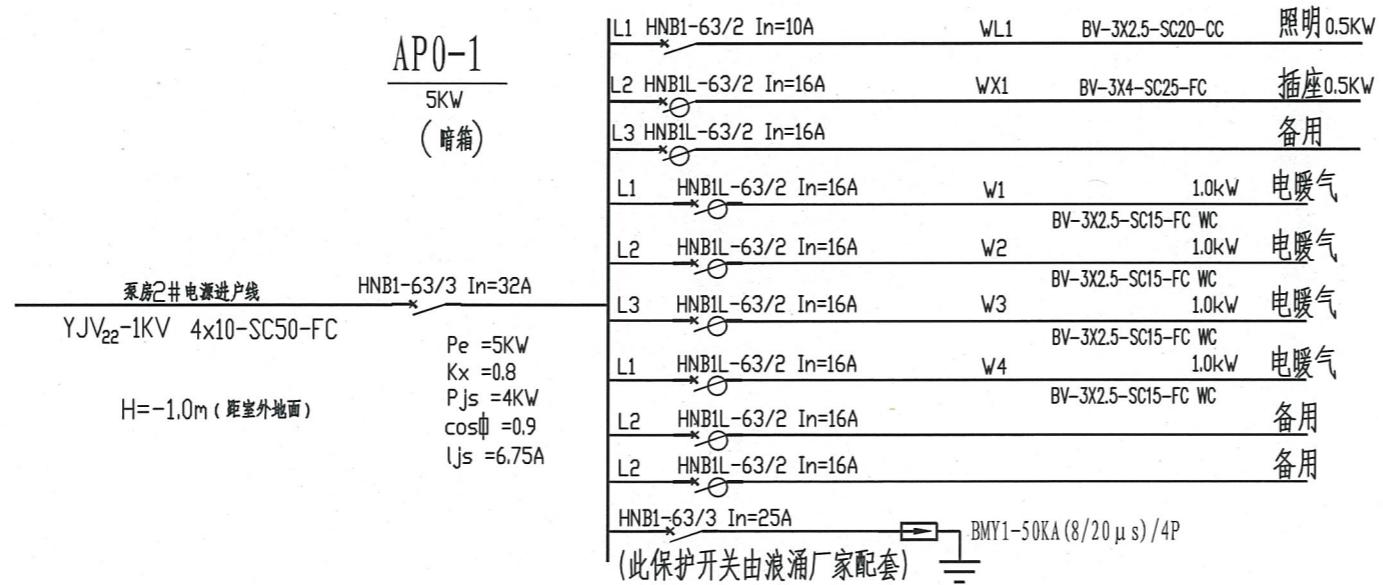 AP0-1
5KW
(暗箱)
泵房2#电源进户线
YJV22-1KV 4x10-SC50-FC
H=-1.0m(距室外地面)
HNB1-63/3 In=32A
Pe =5KW
Kx =0.8
Pjs =4KW
cosϕ =0.9
Ijs =6.75A
L1 HNB1-63/2 In=10A WL1 BV-3X2.5-SC20-CC 照明0.5KW
L2 HNB1L-63/2 In=16A WX1 BV-3X4-SC25-FC 插座0.5KW
L3 HNB1L-63/2 In=16A 备用
L1 HNB1L-63/2 In=16A W1 1.0kW 电暖气
BV-3X2.5-SC15-FC WC
L2 HNB1L-63/2 In=16A W2 1.0kW 电暖气
BV-3X2.5-SC15-FC WC
L3 HNB1L-63/2 In=16A W3 1.0kW 电暖气
BV-3X2.5-SC15-FC WC
L1 HNB1L-63/2 In=16A W4 1.0kW 电暖气
BV-3X2.5-SC15-FC WC
L2 HNB1L-63/2 In=16A 备用
L2 HNB1L-63/2 In=16A 备用
HNB1-63/3 In=25A BMY1-50KA(8/20μs)/4P
(此保护开关由浪涌厂家配套)